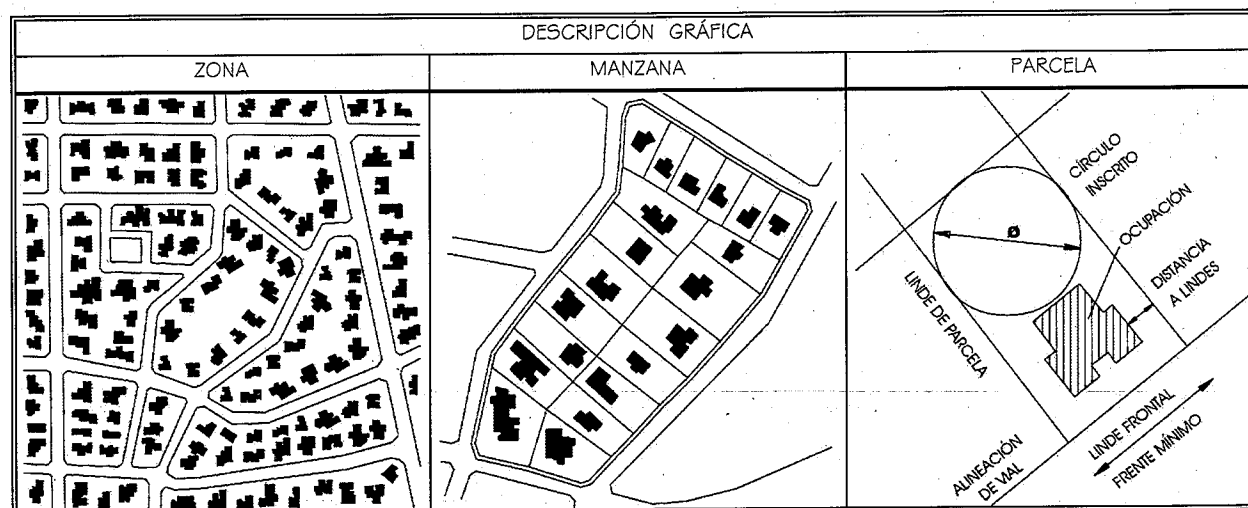 DESCRIPCIÓN GRÁFICA
ZONA
MANZANA
PARCELA
CÍRCULO
INSCRITO
OCUPACIÓN
DISTANCIA
A LINDES
Ø
LINDE DE PARCELA
ALINEACIÓN
DE VIAL
LINDE FRONTAL
FRENTE MÍNIMO